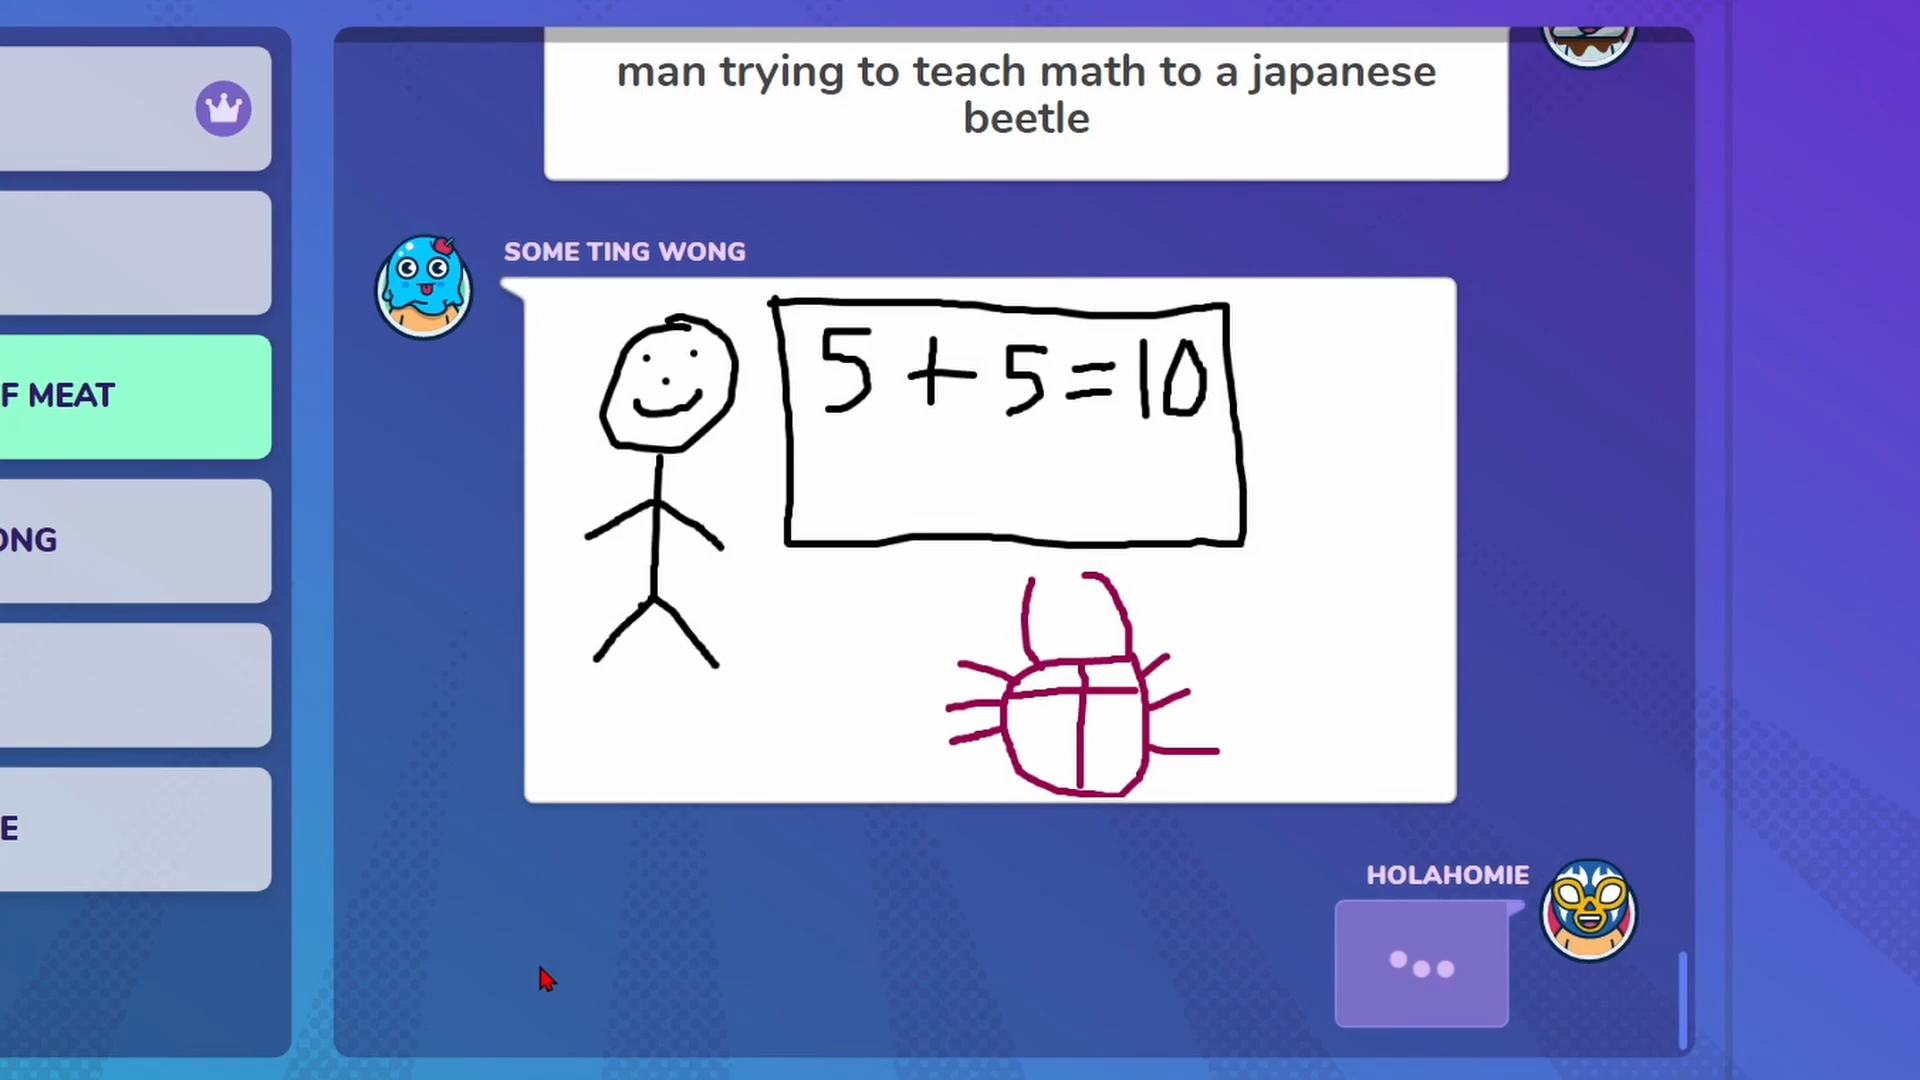 man trying to teach math to a japanese
beetle
SOME TING WONG
5 + 5 = 10
F MEAT
ONG
E
HOLAHOMIE